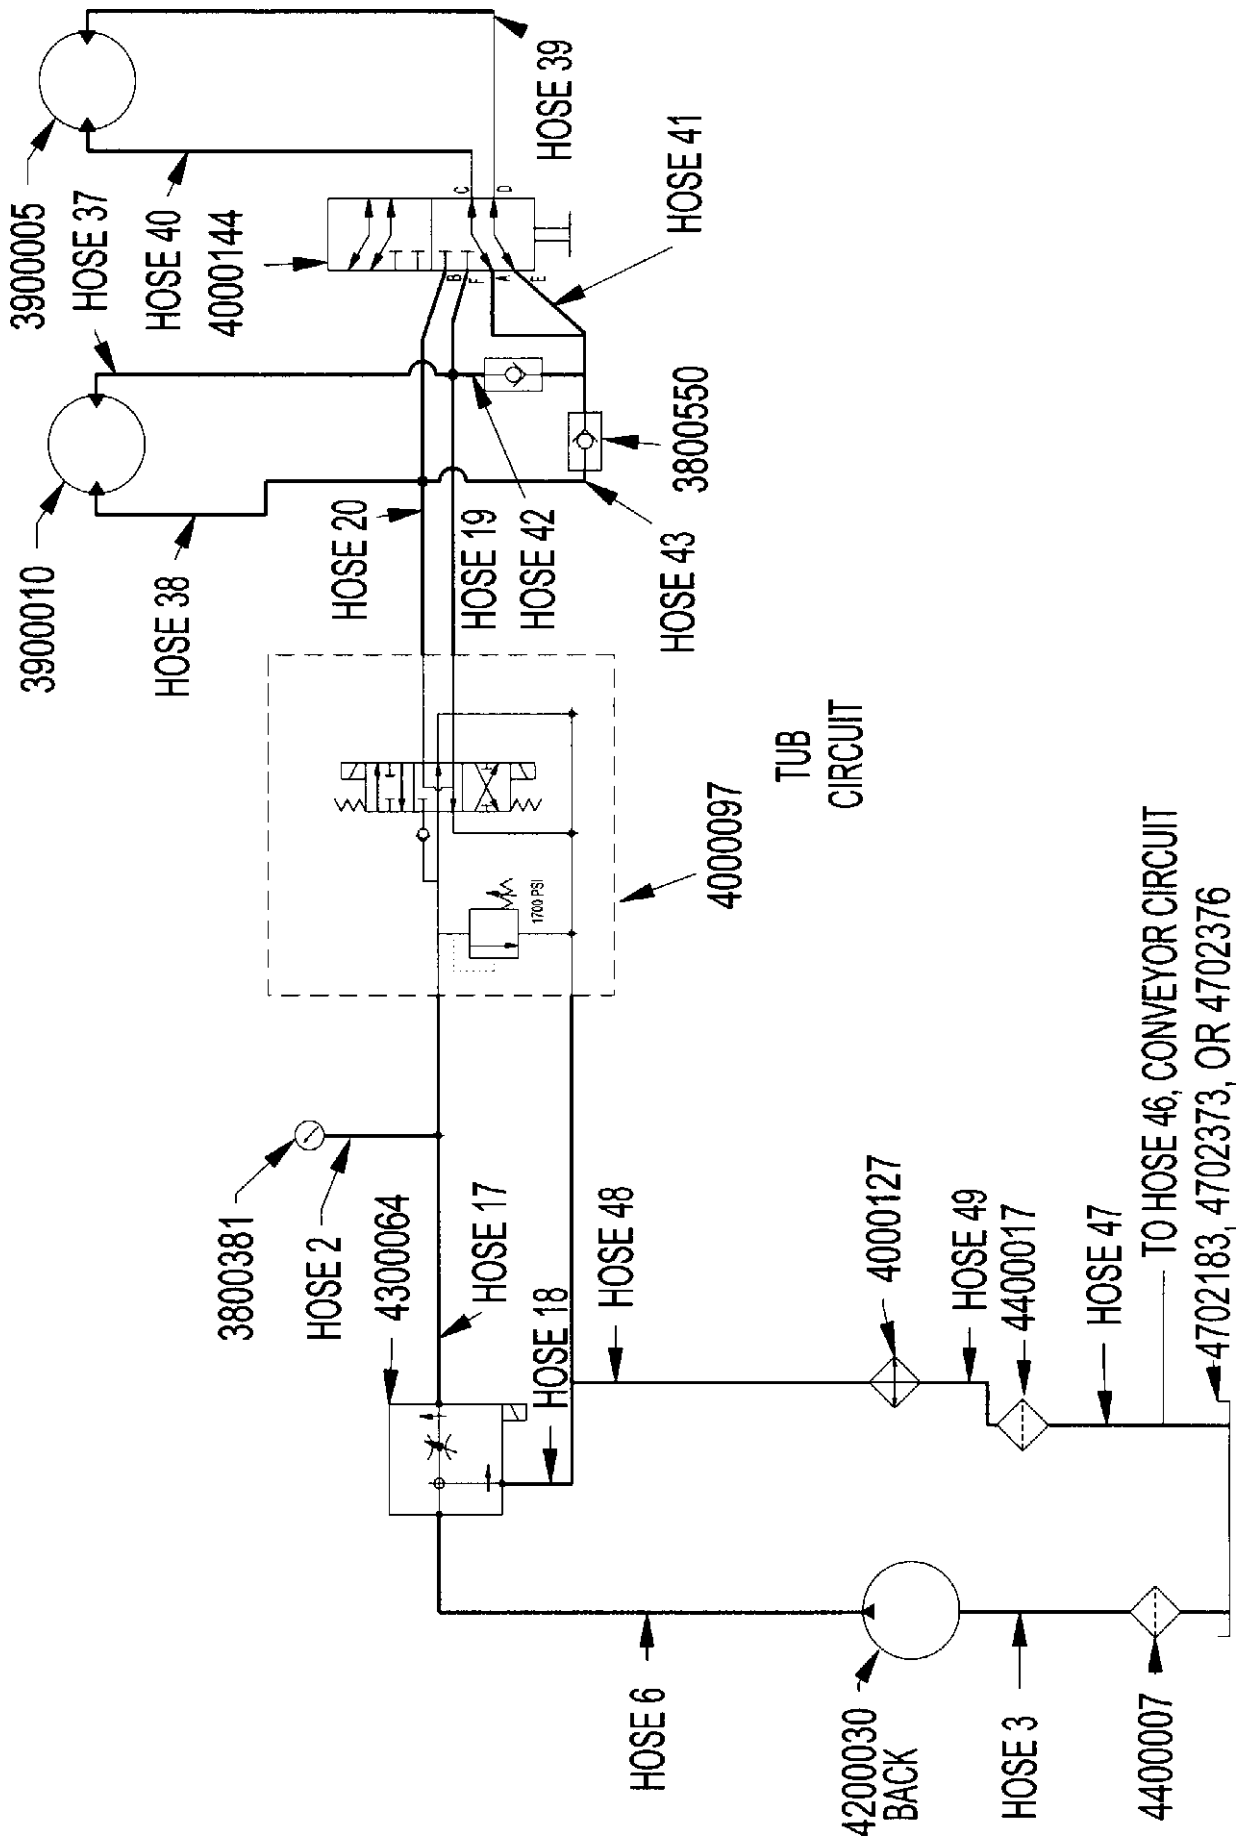 3900005
HOSE 37
HOSE 40
4000144
HOSE 39
HOSE 41
C
D
B
F
A
E
3900010
HOSE 38
HOSE 20
HOSE 19
HOSE 42
HOSE 43
3800550
1700 PSI
4000097
TUB
CIRCUIT
3800381
HOSE 2
4300064
HOSE 17
HOSE 18
HOSE 48
4000127
HOSE 49
4400017
HOSE 47
TO HOSE 46, CONVEYOR CIRCUIT
4702183, 4702373, OR 4702376
HOSE 6
4200030
BACK
HOSE 3
4400007